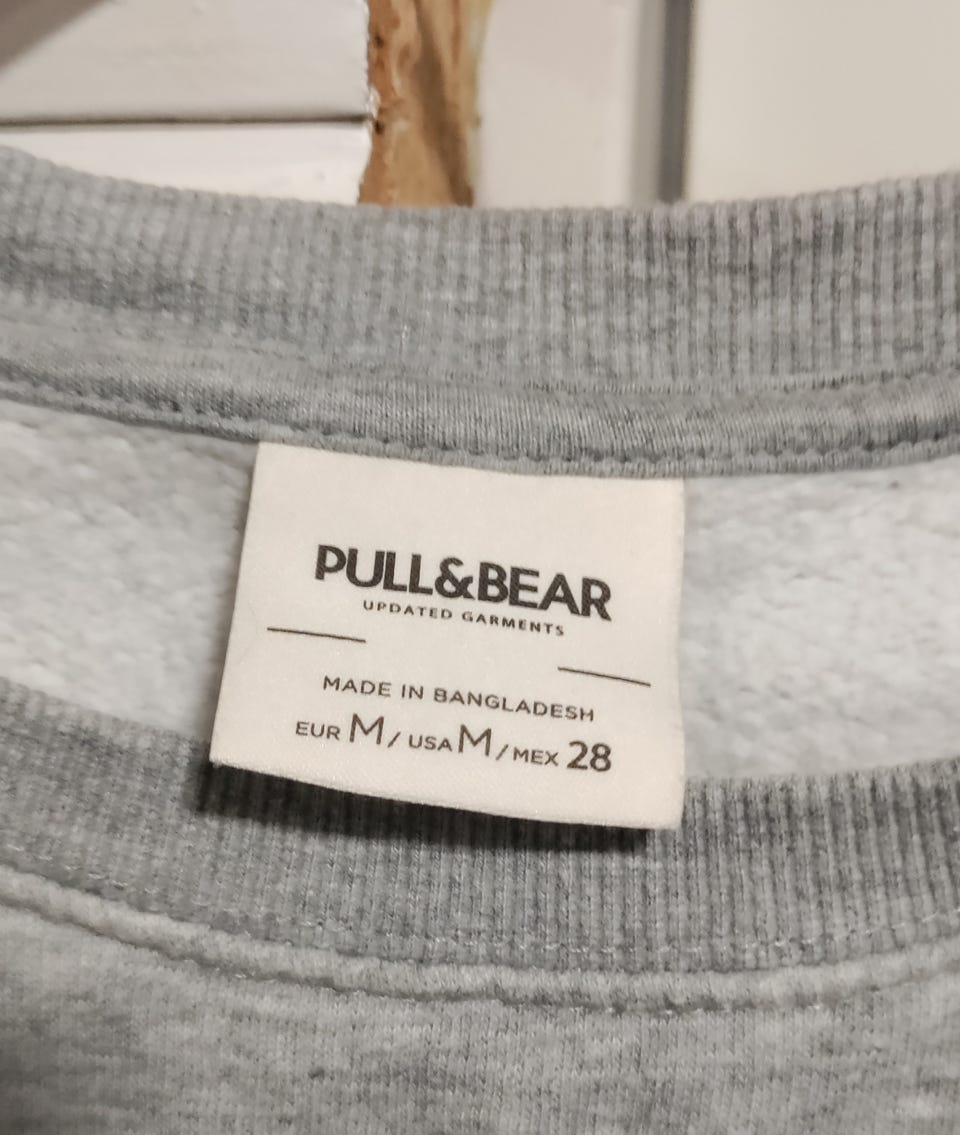 PULL&BEAR
UPDATED GARMENTS
MADE IN BANGLADESH
EUR M / USA M / MEX 28